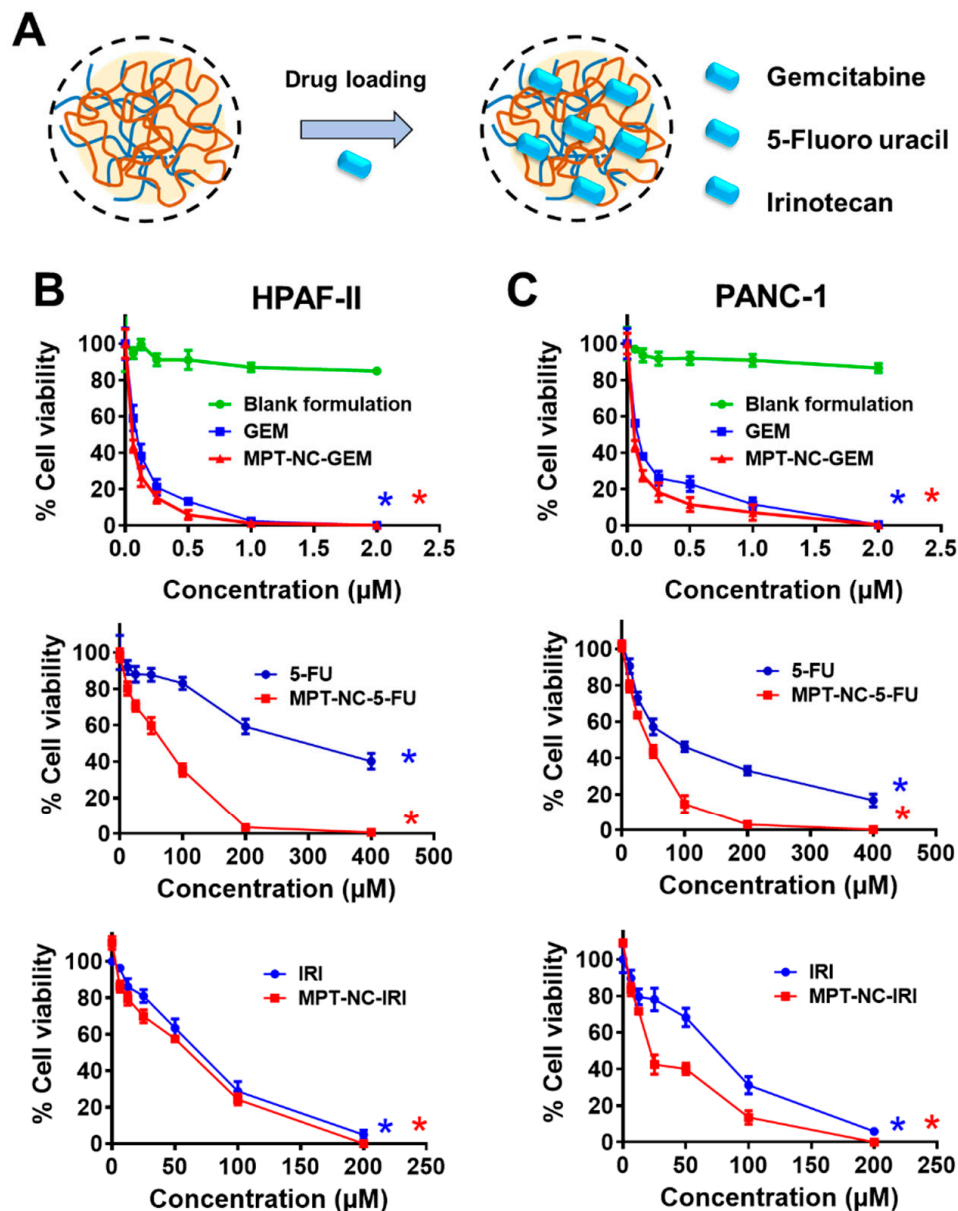 A
Drug loading
Gemcitabine
5-Fluoro uracil
Irinotecan
B
HPAF-II
% Cell viability
100
80
60
40
20
0
Blank formulation
GEM
MPT-NC-GEM
* *
0.0 0.5 1.0 1.5 2.0 2.5
Concentration (µM)
C
PANC-1
% Cell viability
100
80
60
40
20
0
Blank formulation
GEM
MPT-NC-GEM
* *
0.0 0.5 1.0 1.5 2.0 2.5
Concentration (µM)
% Cell viability
100
80
60
40
20
0
5-FU
MPT-NC-5-FU
*
*
0 100 200 300 400 500
Concentration (µM)
% Cell viability
100
80
60
40
20
0
5-FU
MPT-NC-5-FU
*
*
0 100 200 300 400 500
Concentration (µM)
% Cell viability
100
80
60
40
20
0
IRI
MPT-NC-IRI
* *
0 50 100 150 200 250
Concentration (µM)
% Cell viability
100
80
60
40
20
0
IRI
MPT-NC-IRI
* *
0 50 100 150 200 250
Concentration (µM)